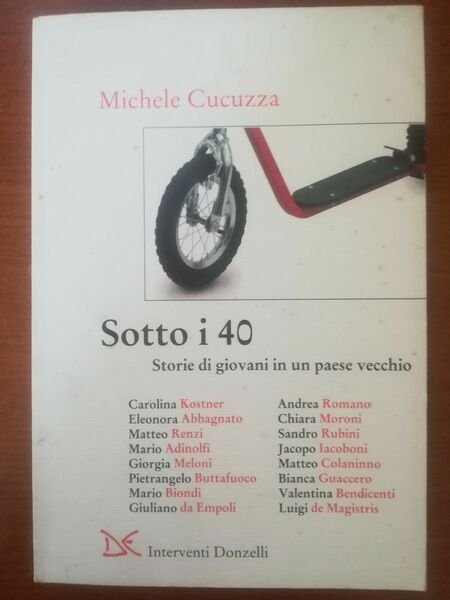 Michele Cucuzza
Sotto i 40
Storie di giovani in un paese vecchio
Carolina Kostner
Eleonora Abbagnato
Matteo Renzi
Mario Adinolfi
Giorgia Meloni
Pietrangelo Buttafuoco
Mario Biondi
Giuliano da Empoli
Andrea Romano
Chiara Moroni
Sandro Rubini
Jacopo Iacoboni
Matteo Colaninno
Bianca Guaccero
Valentina Bendicenti
Luigi de Magistris
DE Interventi Donzelli